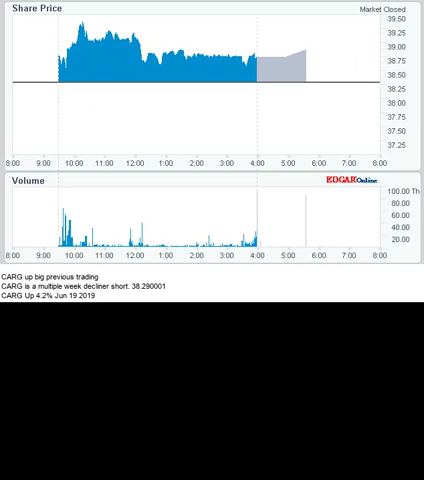 Share Price
Market Closed
39.50
39.25
39.00
38.75
38.50
38.25
38.00
37.75
37.50
37.25
8:00 9:00 10:00 11:00 12:00 1:00 2:00 3:00 4:00 5:00 6:00 7:00 8:00
Volume
EDGAR Online
100.00 Th
80.00
60.00
40.00
20.00
8:00 9:00 10:00 11:00 12:00 1:00 2:00 3:00 4:00 5:00 6:00 7:00 8:00
CARG up big previous trading
CARG is a multiple week decliner short. 38.290001
CARG Up 4.2% Jun 19 2019